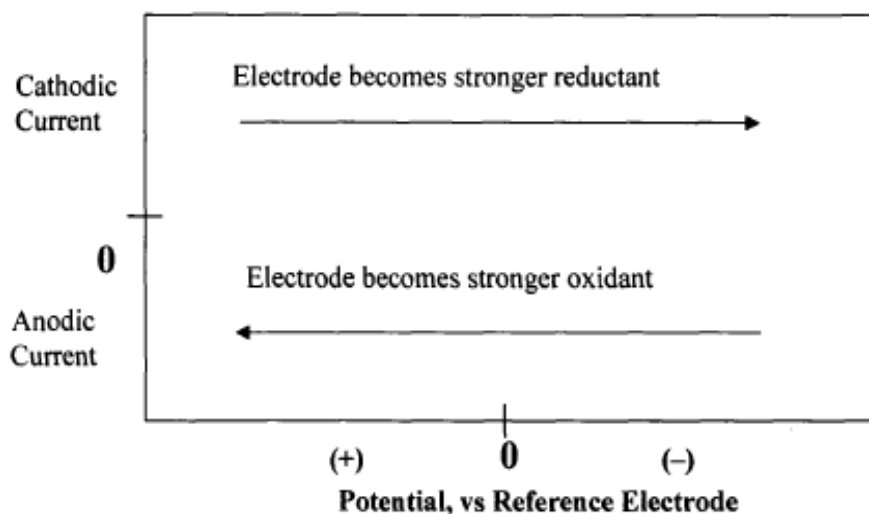 Cathodic
Current
Electrode becomes stronger reductant
0
Electrode becomes stronger oxidant
Anodic
Current
(+)
0
(–)
Potential, vs Reference Electrode